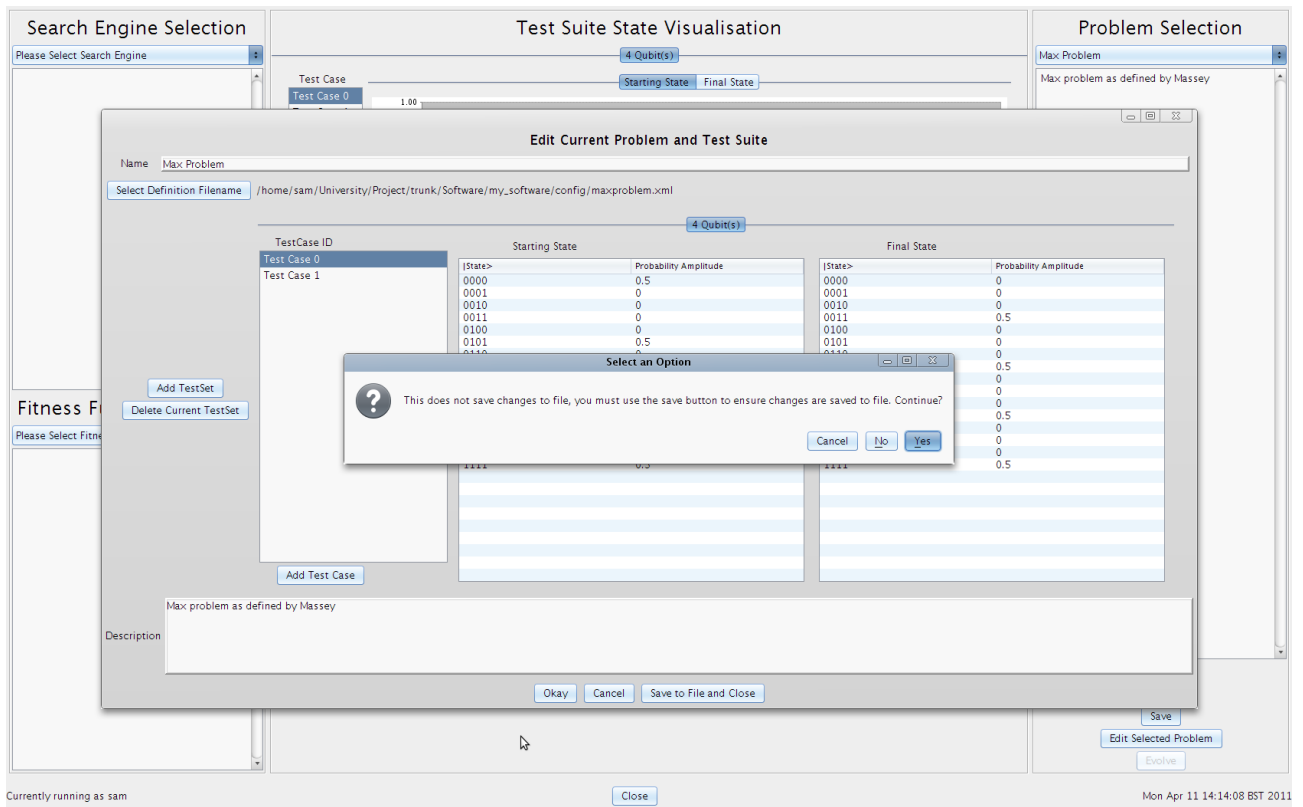 Search Engine Selection
Please Select Search Engine
Test Suite State Visualisation
4 Qubit(s)
Test Case
Test Case 0
Starting State Final State
1.00
Problem Selection
Max Problem
Max problem as defined by Massey
Edit Current Problem and Test Suite
Name Max Problem
Select Definition Filename /home/sam/University/Project/trunk/Software/my_software/config/maxproblem.xml
4 Qubit(s)
TestCase ID
Test Case 0
Test Case 1
Starting State
|State> Probability Amplitude
0000 0.5
0001 0
0010 0
0011 0
0100 0
0101 0.5
0110 0
1111 0.5
Final State
|State> Probability Amplitude
0000 0
0001 0
0010 0
0011 0.5
0100 0
0101 0
0110 0
0.5
0
0
0
0.5
0
0
0
1111 0.5
Select an Option
This does not save changes to file, you must use the save button to ensure changes are saved to file. Continue?
Cancel No Yes
Add TestSet
Delete Current TestSet
Fitness F
Please Select Fitne
Add Test Case
Description
Max problem as defined by Massey
Okay Cancel Save to File and Close
Save
Edit Selected Problem
Evolve
Currently running as sam
Close
Mon Apr 11 14:14:08 BST 2011